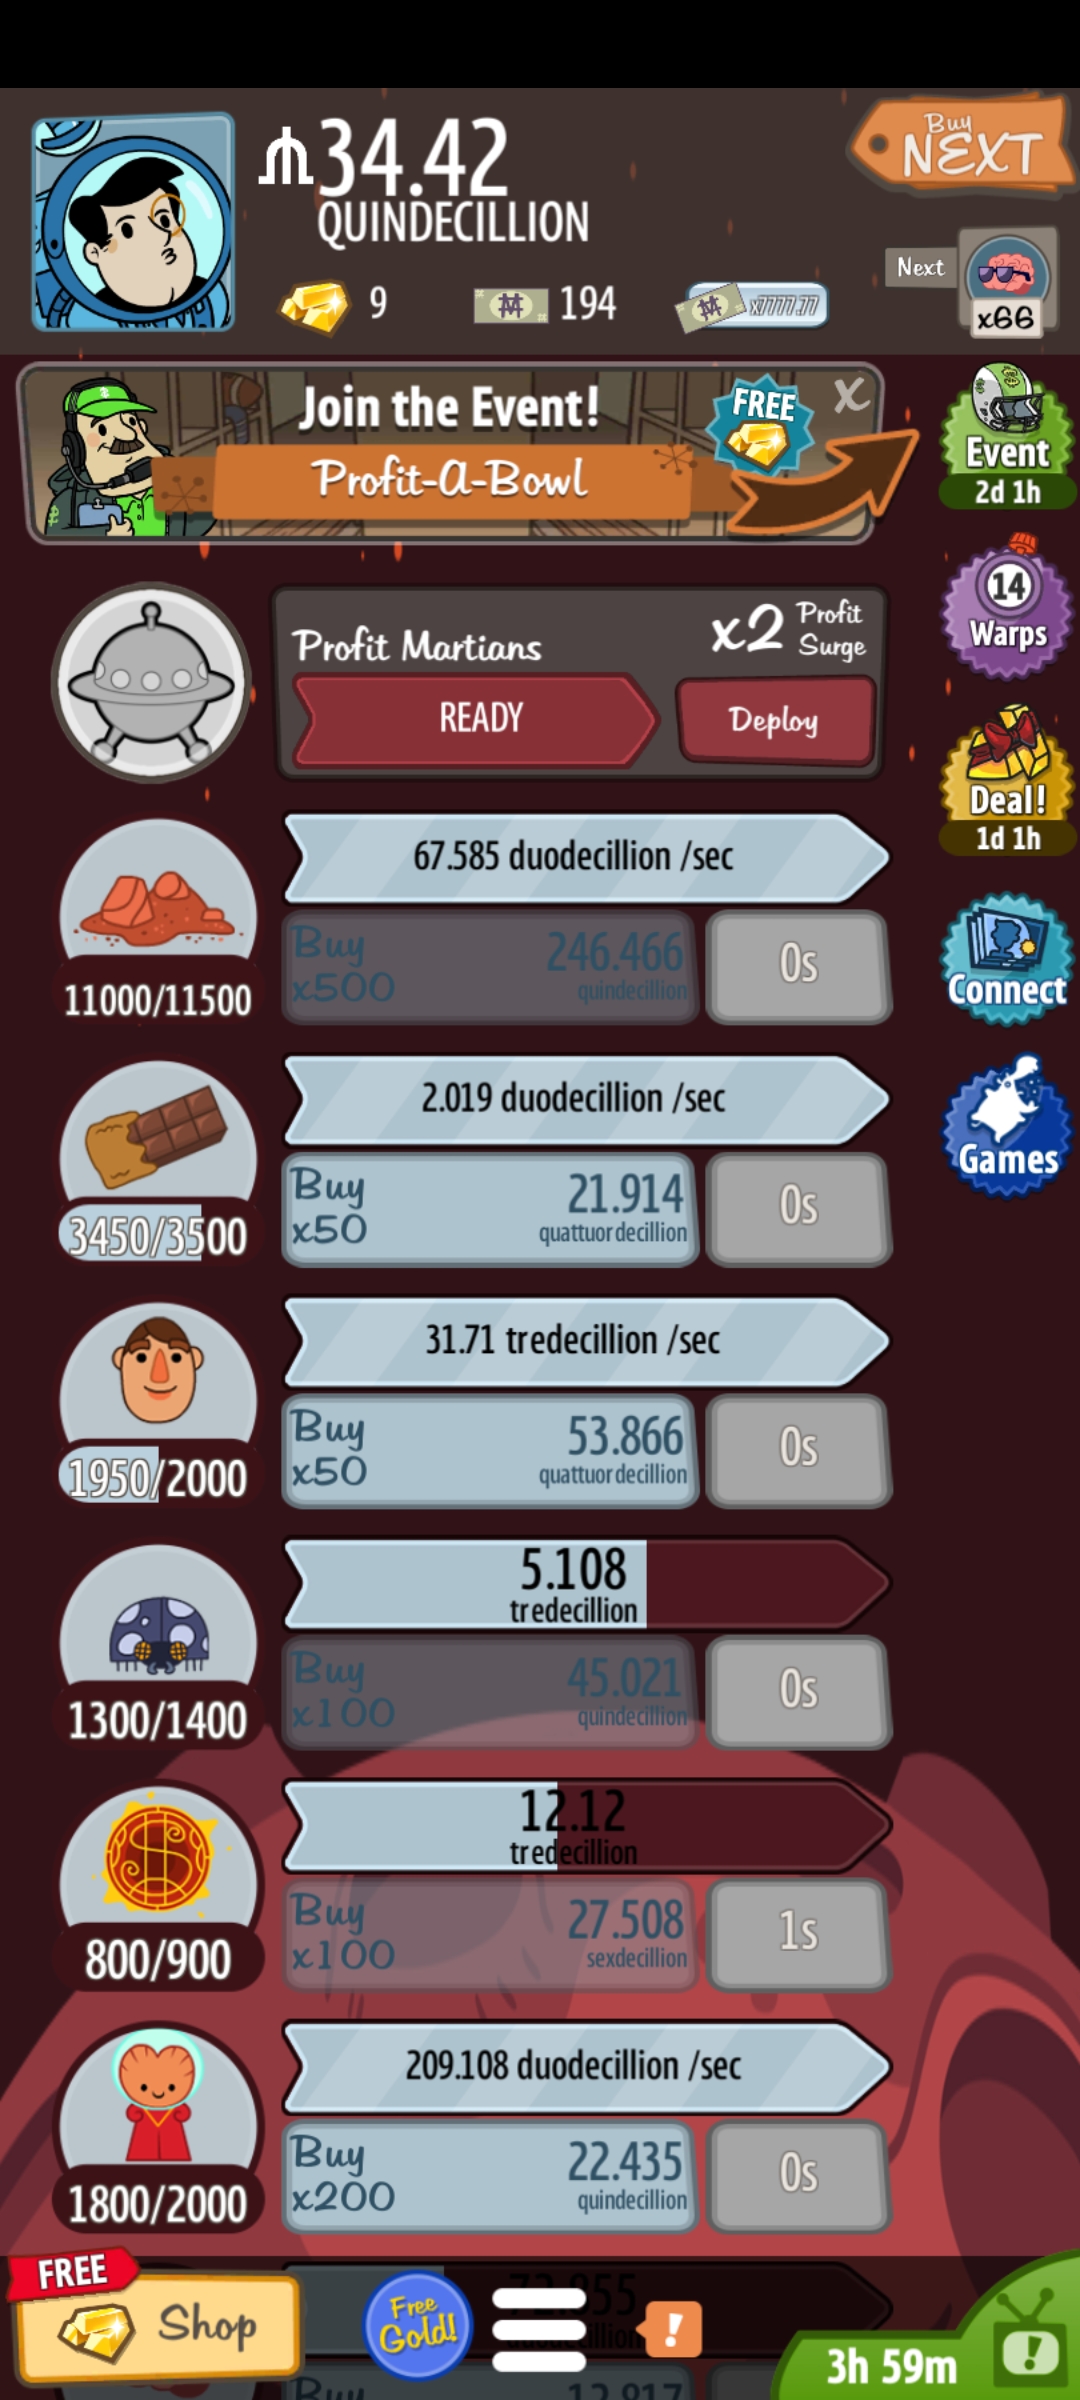 34.42
QUINDECILLION
Buy
NEXT
9
194
x7777.77
Next
x66
Join the Event!
Profit-A-Bowl
FREE
X
Event
2d 1h
14
Warps
Profit Martians
x2 Profit Surge
READY
Deploy
Deal!
1d 1h
67.585 duodecillion /sec
11000/11500
Buy x500
246.466
quindecillion
0s
Connect
2.019 duodecillion /sec
3450/3500
Buy x50
21.914
quattuordecillion
0s
Games
31.71 tredecillion /sec
1950/2000
Buy x50
53.866
quattuordecillion
0s
5.108
tredecillion
1300/1400
Buy x100
45.021
quindecillion
0s
12.12
tredecillion
800/900
Buy x100
27.508
sexdecillion
1s
209.108 duodecillion /sec
1800/2000
Buy x200
22.435
quindecillion
0s
FREE
Shop
Free Gold!
!
3h 59m
!
Buy
12.817